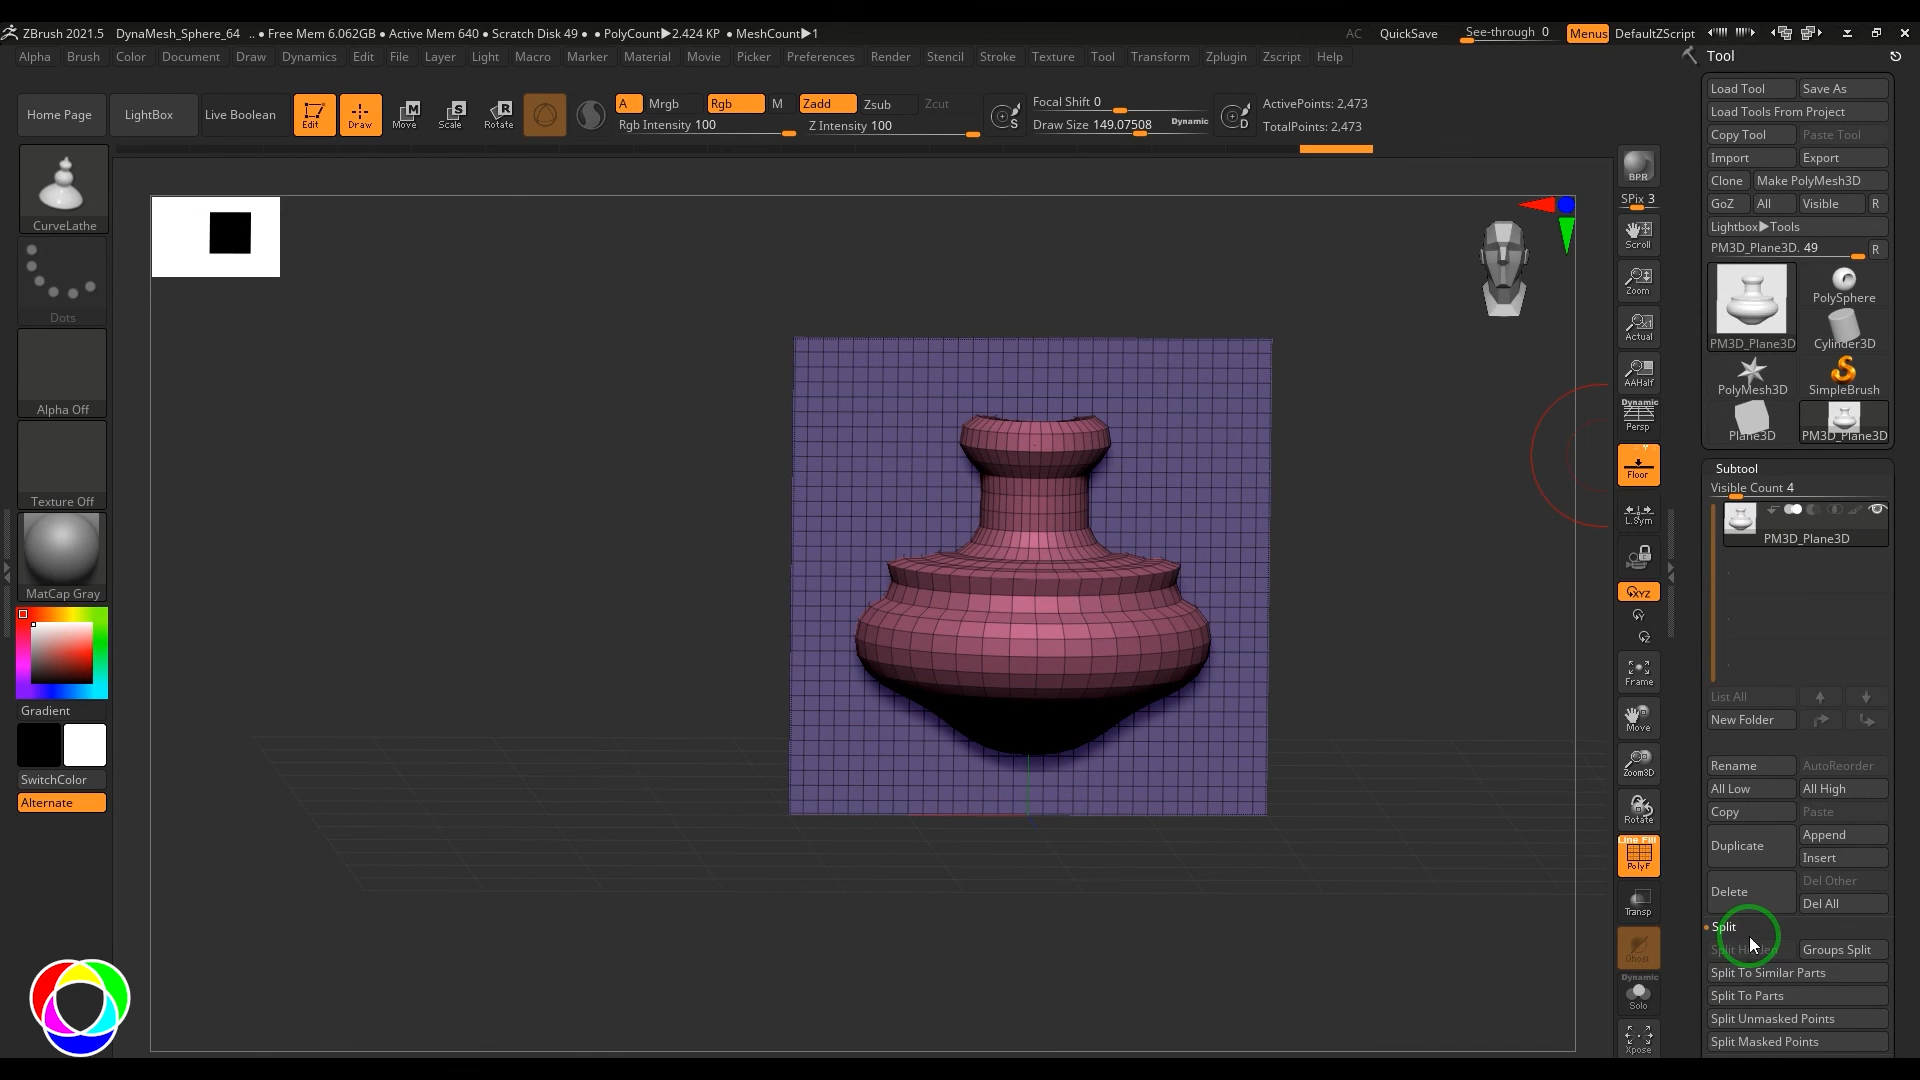 ZBrush 2021.5 DynaMesh_Sphere_64 .. • Free Mem 6.062GB • Active Mem 640 • Scratch Disk 49 • • PolyCount▶2.424 KP • MeshCount▶1 AC QuickSave See-through 0 Menus DefaultZScript
Alpha Brush Color Document Draw Dynamics Edit File Layer Light Macro Marker Material Movie Picker Preferences Render Stencil Stroke Texture Tool Transform Zplugin Zscript Help
Home Page LightBox Live Boolean Edit Draw Move Scale Rotate
A Mrgb Rgb M Zadd Zsub Zcut
Rgb Intensity 100 Z Intensity 100
S Focal Shift 0
Draw Size 149.07508 Dynamic D
ActivePoints: 2,473
TotalPoints: 2,473
CurveLathe
Dots
Alpha Off
Texture Off
MatCap Gray
Gradient
SwitchColor
Alternate
BPR
SPix 3
Scroll
Zoom
Actual
AAHalf
Dynamic
Persp
Floor
L.Sym
XYZ
Y
Z
Frame
Move
Zoom3D
Rotate
Line Fill
PolyF
Transp
Ghost
Dynamic
Solo
Xpose
Tool
Load Tool Save As
Load Tools From Project
Copy Tool Paste Tool
Import Export
Clone Make PolyMesh3D
GoZ All Visible R
Lightbox▶Tools
PM3D_Plane3D. 49 R
PM3D_Plane3D PolySphere
Cylinder3D
PolyMesh3D SimpleBrush
Plane3D PM3D_Plane3D
Subtool
Visible Count 4
PM3D_Plane3D
List All
New Folder
Rename AutoReorder
All Low All High
Copy Paste
Duplicate Append
Insert
Delete Del Other
Del All
Split
Split Groups Split
Split To Similar Parts
Split To Parts
Split Unmasked Points
Split Masked Points